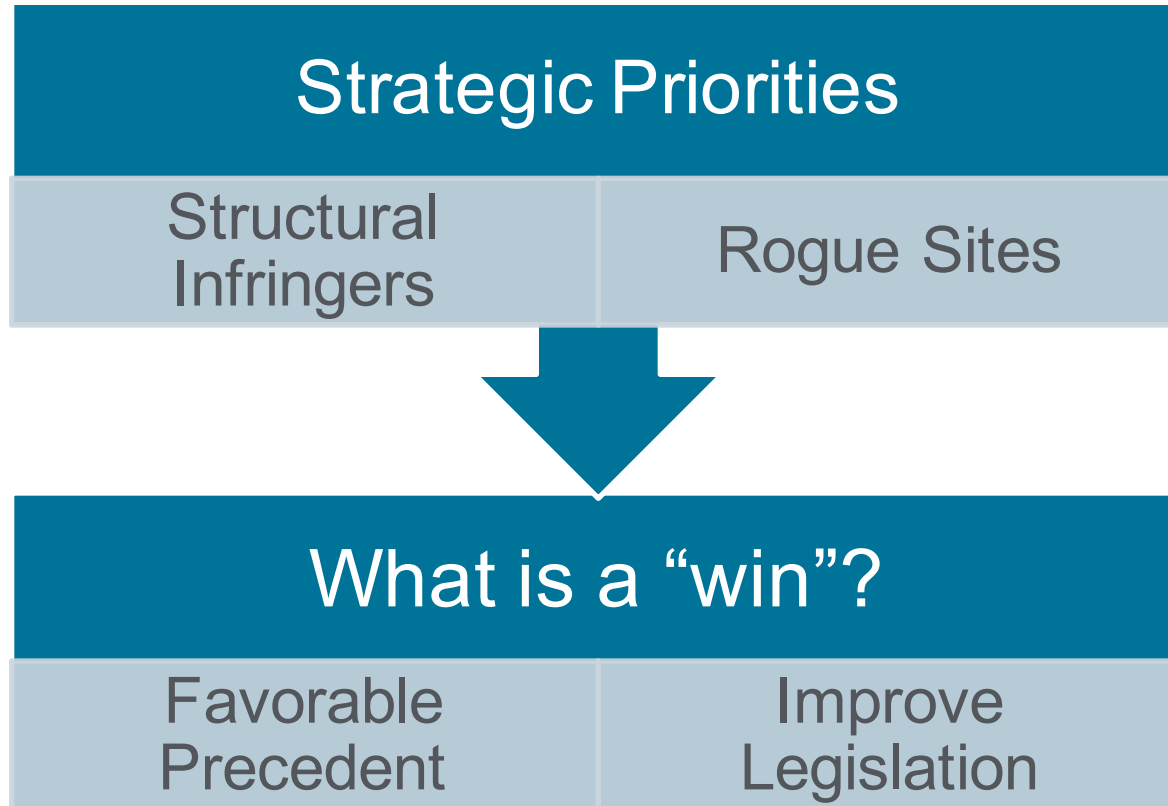 Strategic Priorities
Structural
Infringers
Rogue Sites
What is a “win”?
Favorable
Precedent
Improve
Legislation